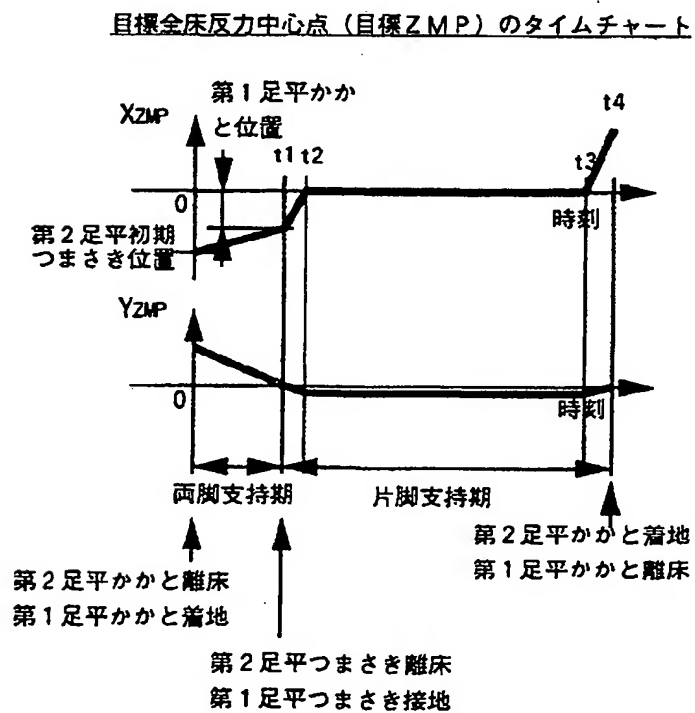 目標全床反力中心点（目標ZMP）のタイムチャート
第1足平かか
と位置
XZMP
t4
t1 t2
t3
0
時刻
第2足平初期
つまさき位置
YZMP
0
時刻
両脚支持期
片脚支持期
第2足平かかと着地
第1足平かかと離床
第2足平かかと離床
第1足平かかと着地
第2足平つまさき離床
第1足平つまさき接地